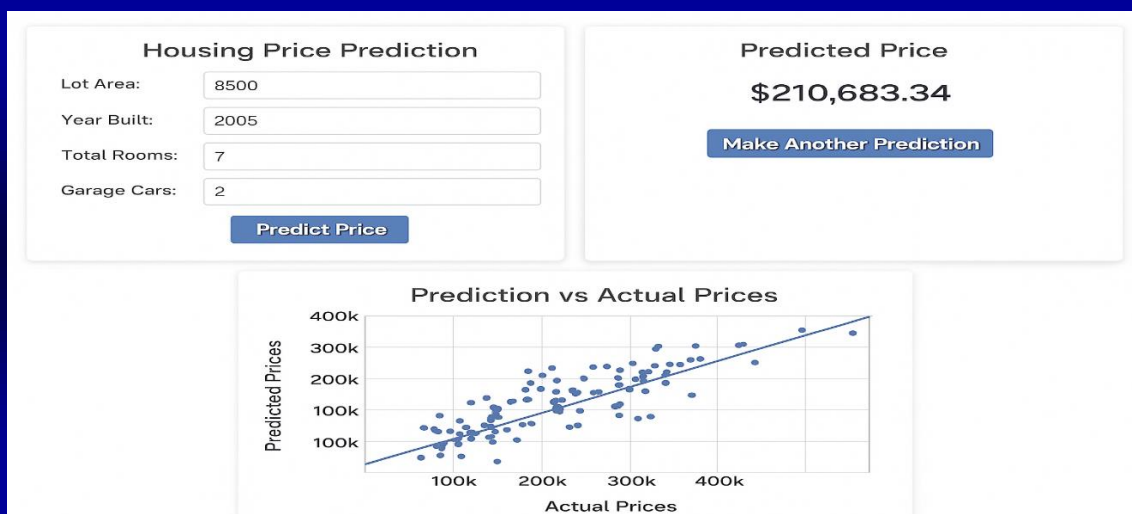 Housing Price Prediction
Lot Area:
8500
Year Built:
2005
Total Rooms:
7
Garage Cars:
2
Predict Price
Predicted Price
$210,683.34
Make Another Prediction
Prediction vs Actual Prices
Predicted Prices
400k
300k
200k
100k
100k
100k 200k 300k 400k
Actual Prices